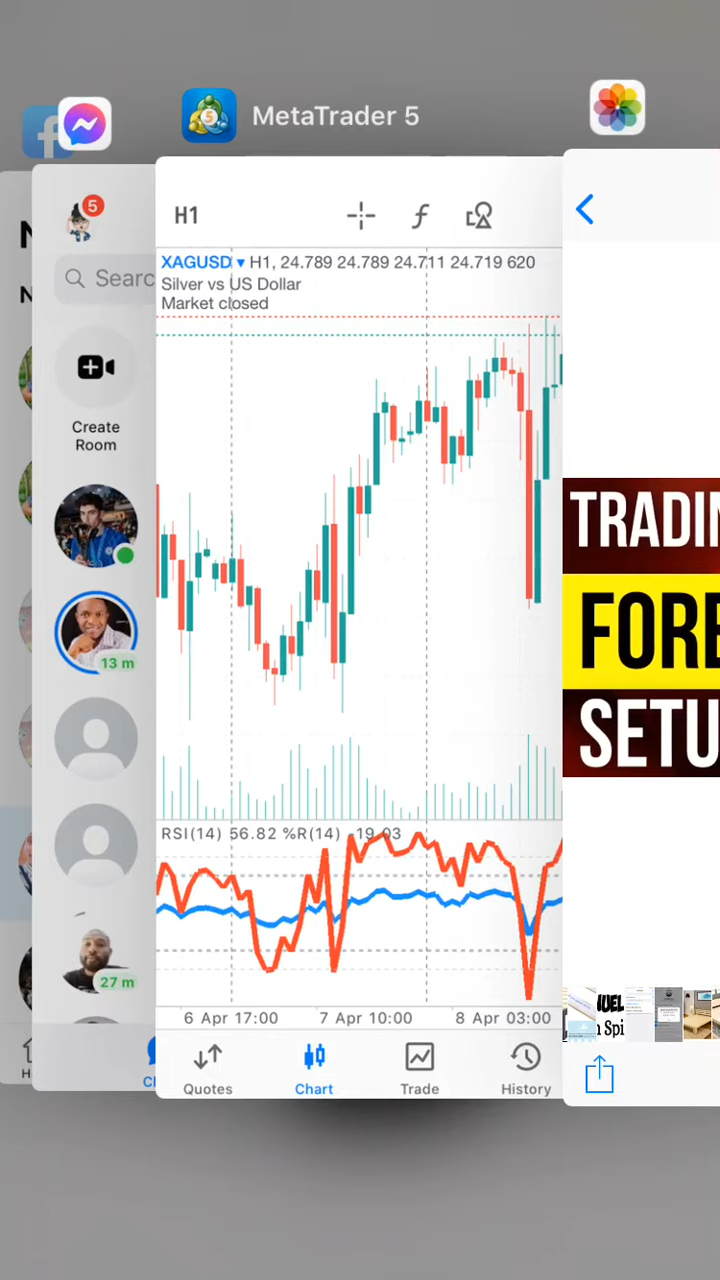 MetaTrader 5
5
Searc
Create
Room
13 m
27 m
H1
XAGUSD ▾ H1, 24.789 24.789 24.711 24.719 620
Silver vs US Dollar
Market closed
RSI(14) 56.82 %R(14) -19.03
6 Apr 17:00 7 Apr 10:00 8 Apr 03:00
Quotes Chart Trade History
TRADIN
FORE
SETU